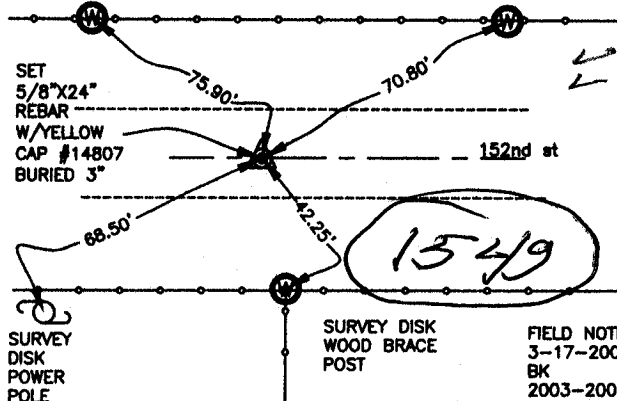 W
W
75.90'
70.80'
SET
5/8"X24"
REBAR
W/YELLOW
CAP #14807
BURIED 3"
152nd st
68.50'
42.25'
1549
W
SURVEY
DISK
POWER
POLE
SURVEY DISK
WOOD BRACE
POST
FIELD NOT
3-17-200
BK
2003-200